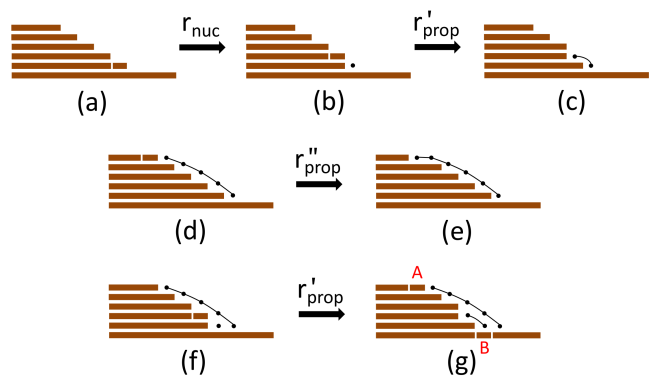 r_nuc r'_prop
(a) (b) (c)
r''_prop
(d) (e)
r'_prop
A
B
(f) (g)